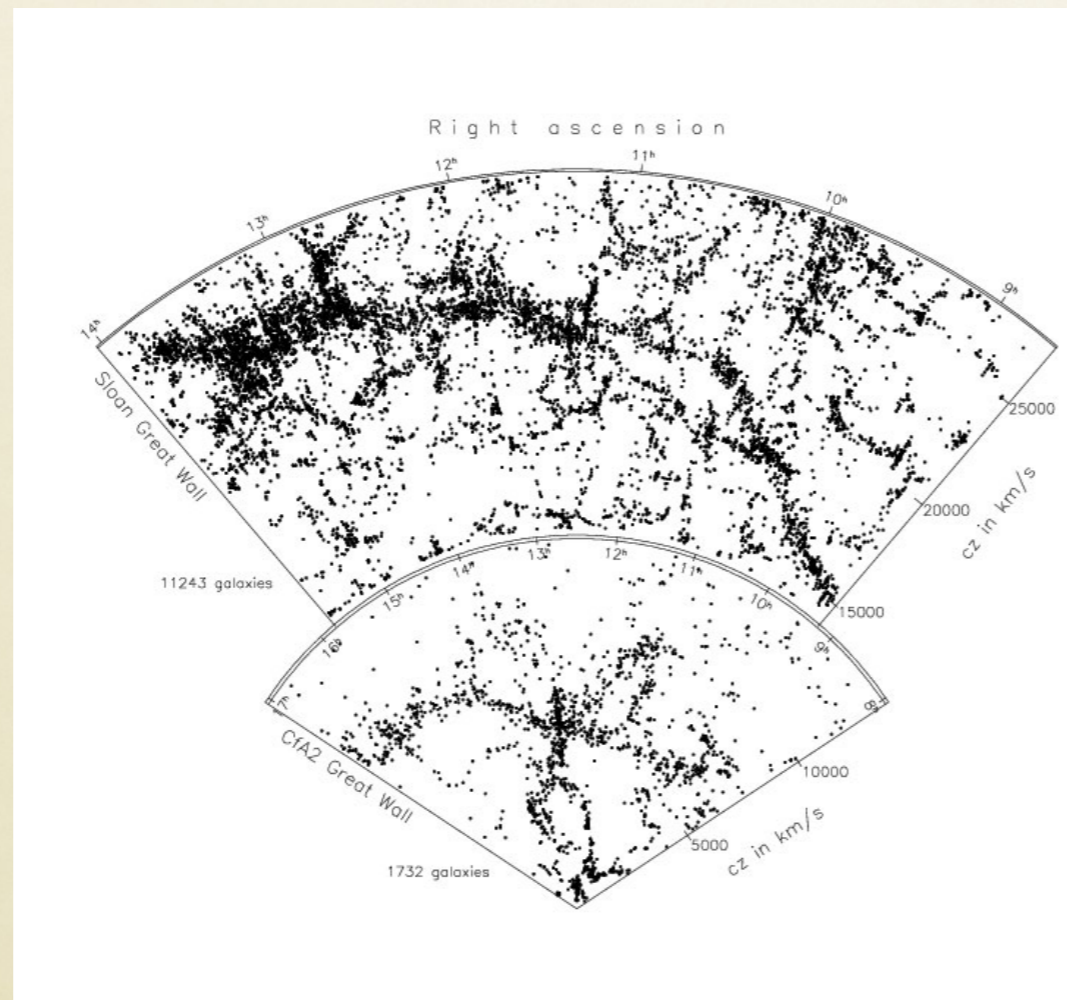 Right ascension
14ʰ
13ʰ
12ʰ
11ʰ
10ʰ
9ʰ
Sloan Great Wall
11243 galaxies
25000
20000
15000
cz in km/s
16ʰ
15ʰ
14ʰ
13ʰ
12ʰ
11ʰ
10ʰ
9ʰ
8ʰ
CfA2 Great Wall
1732 galaxies
10000
5000
cz in km/s